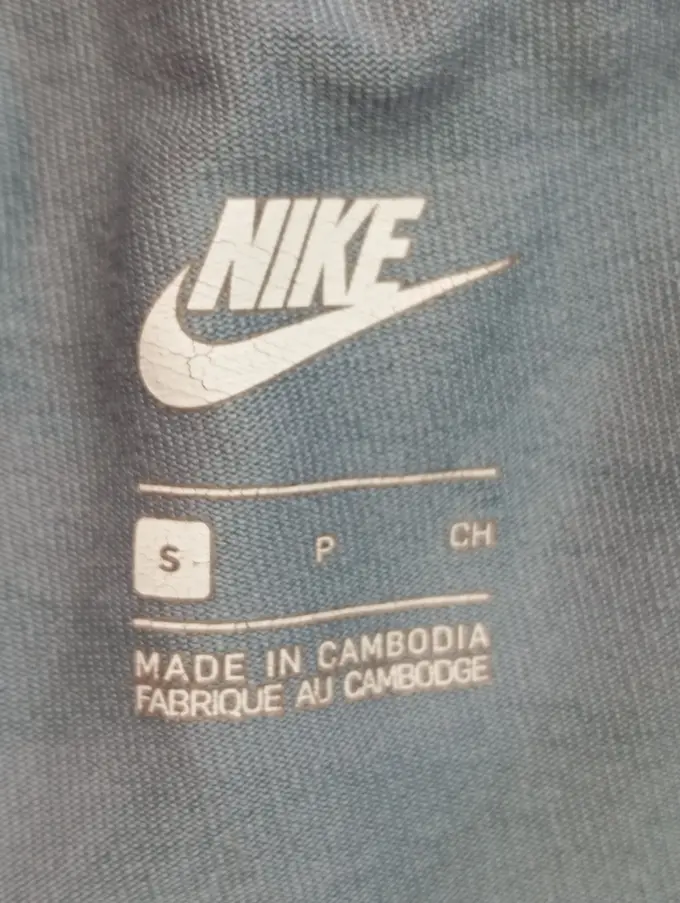 NIKE
S P CH
MADE IN CAMBODIA
FABRIQUE AU CAMBODGE